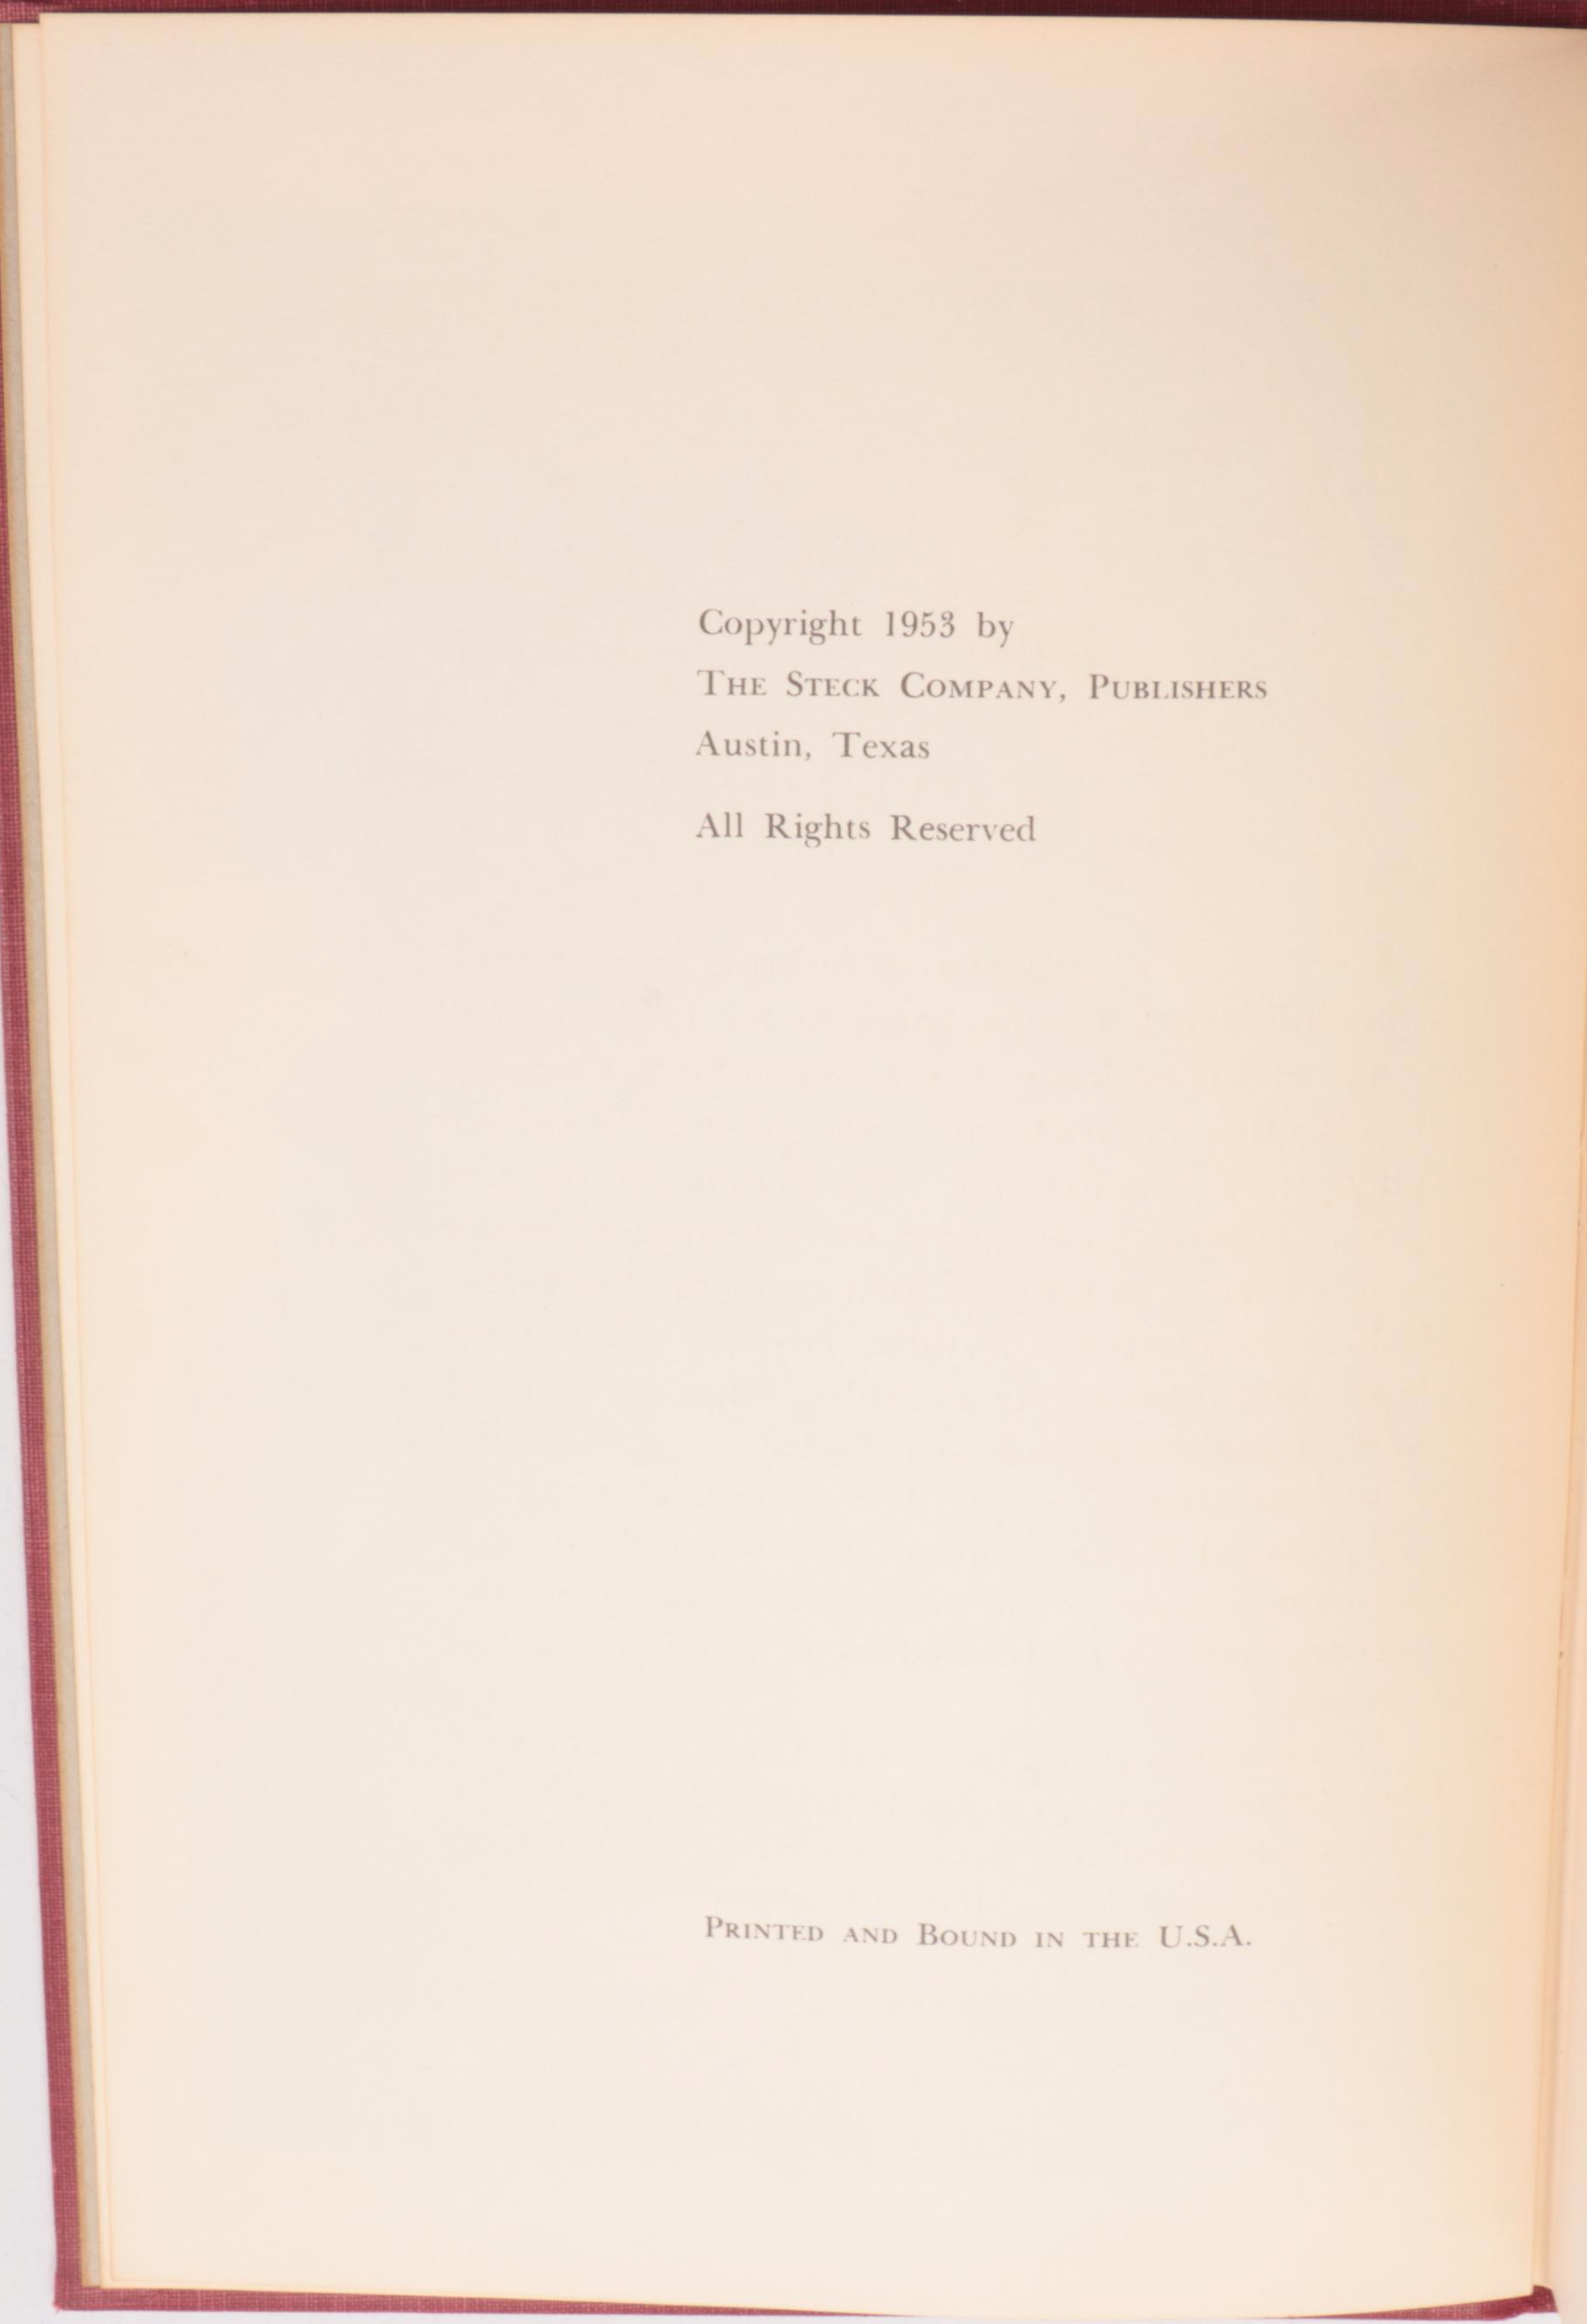 Copyright 1953 by
THE STECK COMPANY, PUBLISHERS
Austin, Texas
All Rights Reserved
PRINTED AND BOUND IN THE U.S.A.